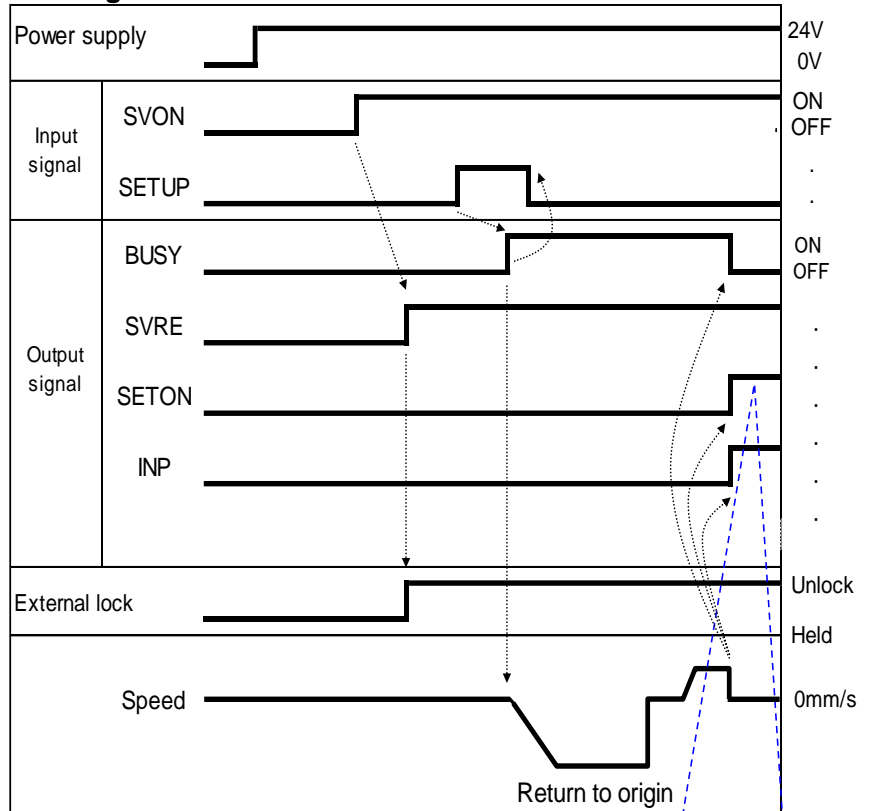 Power supply
24V
0V
Input
signal
SVON
ON
OFF
SETUP
Output
signal
BUSY
ON
OFF
SVRE
SETON
INP
External lock
Unlock
Held
Speed
0mm/s
Return to origin